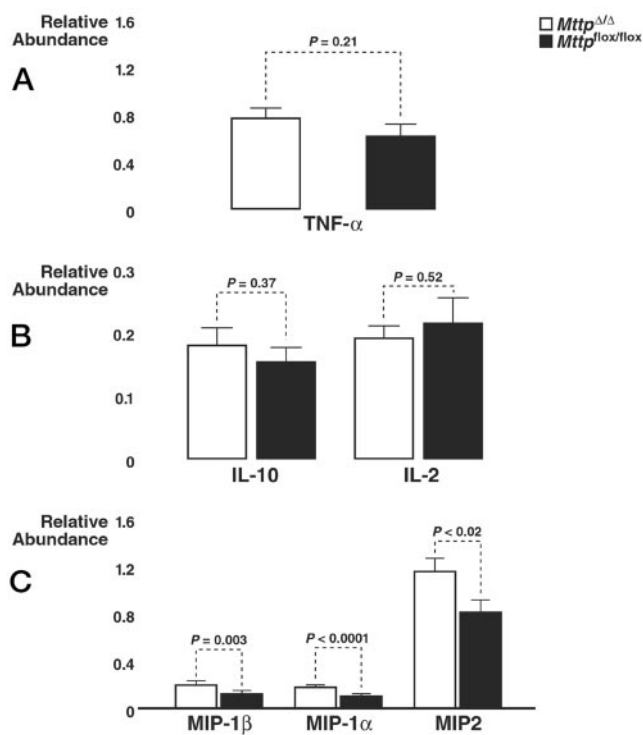 Relative
Abundance
1.6
1.2
0.8
0.4
0
Mttp^Δ/Δ
Mttp^flox/flox
A
P = 0.21
TNF-α
Relative
Abundance
0.3
0.2
0.1
0
B
P = 0.37
P = 0.52
IL-10 IL-2
Relative
Abundance
1.6
1.2
0.8
0.4
0
C
P < 0.02
P = 0.003
P < 0.0001
MIP-1β MIP-1α MIP2